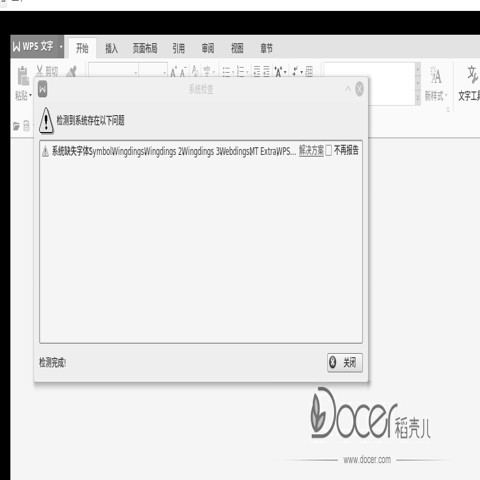 WPS 文字
开始 插入 页面布局 引用 审阅 视图 章节
剪切
粘贴
新样式
文字工具
系统检查
检测到系统存在以下问题
系统缺失字体SymbolWingdingsWingdings 2Wingdings 3WebdingsMT ExtraWPS... 解决方案 不再报告
检测完成!
关闭
Docer稻壳儿
www.docer.com